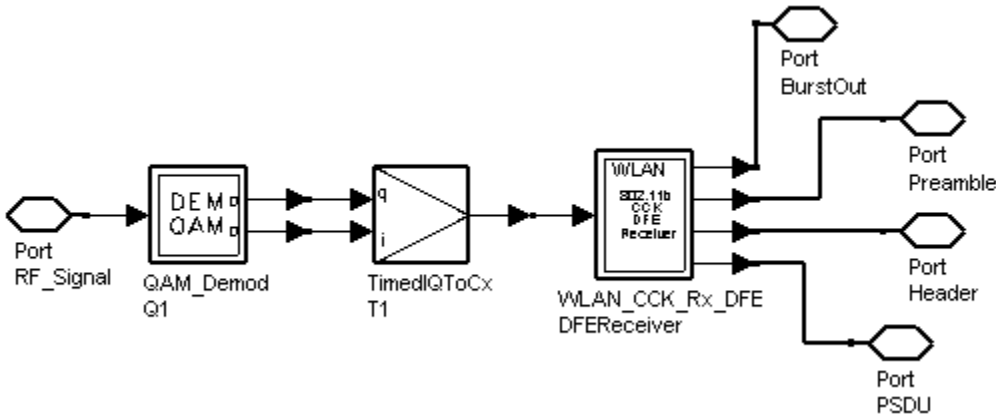 Port
RF_Signal
DEM
QAM
QAM_Demod
Q1
q
i
TimedIQToCx
T1
WLAN
802.11b
CCK
DFE
Receiver
WLAN_CCK_Rx_DFE
DFEReceiver
Port
BurstOut
Port
Preamble
Port
Header
Port
PSDU